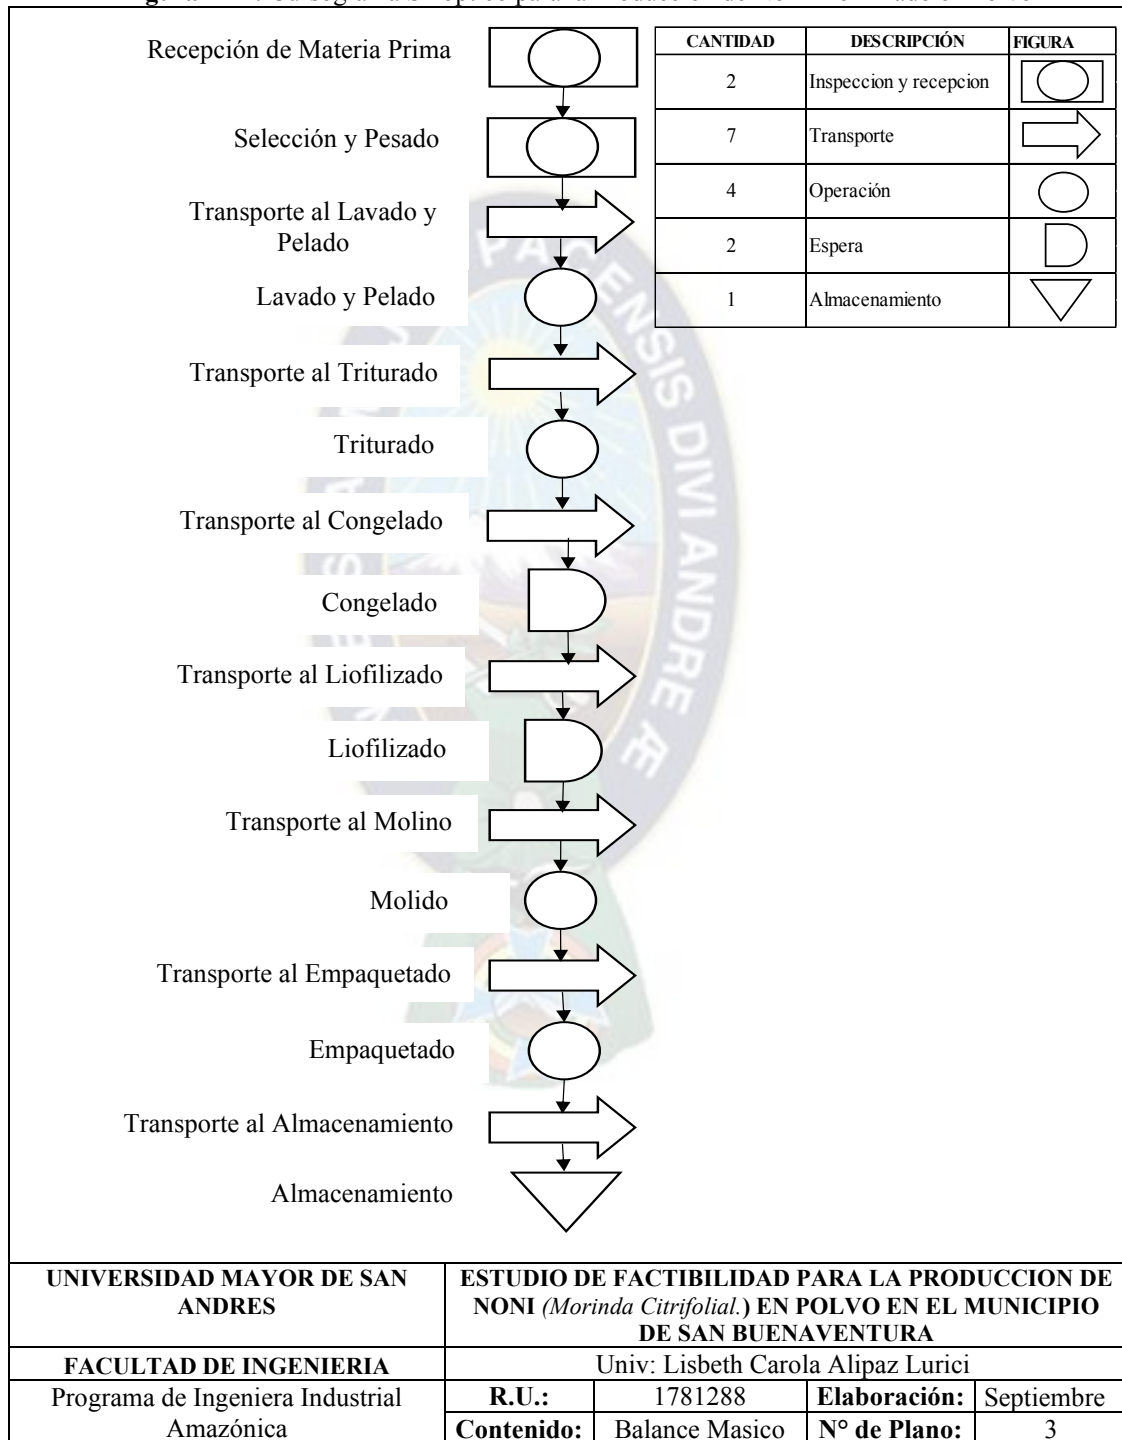 Recepción de Materia Prima
Selección y Pesado
Transporte al Lavado y
Pelado
Lavado y Pelado
Transporte al Triturado
Triturado
Transporte al Congelado
Congelado
Transporte al Liofilizado
Liofilizado
Transporte al Molino
Molido
Transporte al Empaquetado
Empaquetado
Transporte al Almacenamiento
Almacenamiento
CANTIDAD DESCRIPCIÓN FIGURA
2 Inspeccion y recepcion
7 Transporte
4 Operación
2 Espera
1 Almacenamiento
PACENSIS DIVI ANDRE Æ
UNIVERSIDAD MAYOR DE SAN
ANDRES
ESTUDIO DE FACTIBILIDAD PARA LA PRODUCCION DE
NONI (Morinda Citrifolial.) EN POLVO EN EL MUNICIPIO
DE SAN BUENAVENTURA
FACULTAD DE INGENIERIA
Univ: Lisbeth Carola Alipaz Lurici
Programa de Ingeniera Industrial
Amazónica
R.U.: 1781288 Elaboración: Septiembre
Contenido: Balance Masico N° de Plano: 3